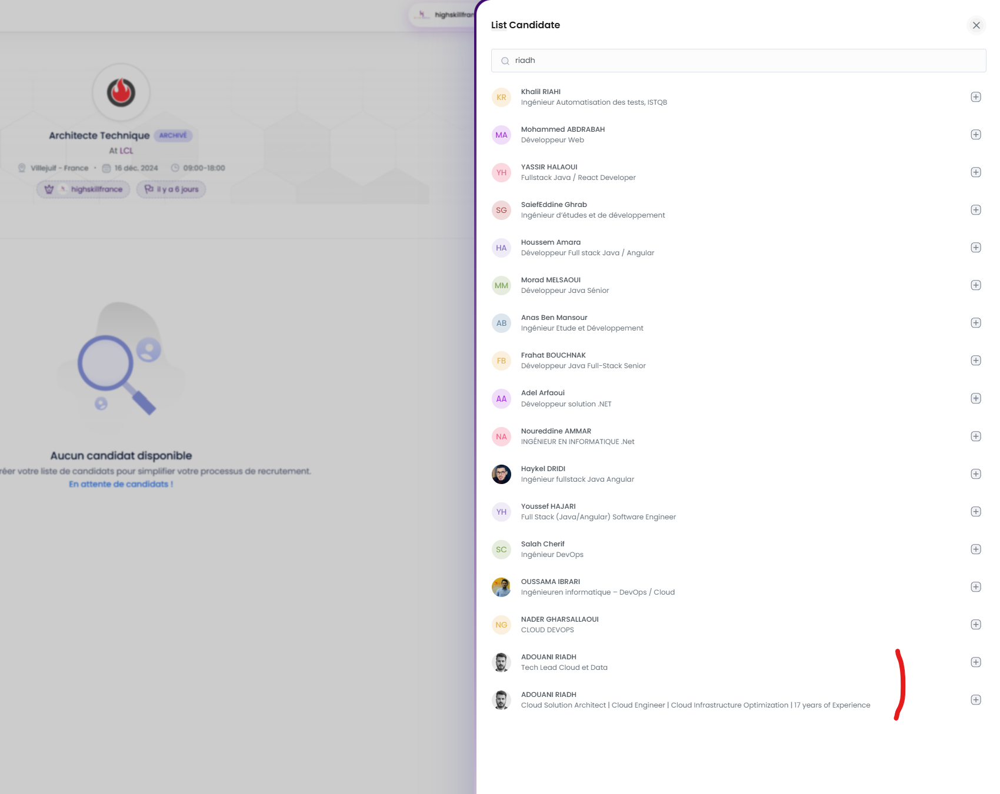 highskillfran
Architecte Technique ARCHIVÉ
At LCL
Villejuif - France • 16 déc. 2024 09:00-18:00
highskillfrance il y a 6 jours
Aucun candidat disponible
réer votre liste de candidats pour simplifier votre processus de recrutement.
En attente de candidats !
List Candidate
riadh
KR Khalil RIAHI
Ingénieur Automatisation des tests, ISTQB
MA Mohammed ABDRABAH
Développeur Web
YH YASSIR HALAOUI
Fullstack Java / React Developer
SG SaiefEddine Ghrab
Ingénieur d'études et de développement
HA Houssem Amara
Développeur Full stack Java / Angular
MM Morad MELSAOUI
Développeur Java Sénior
AB Anas Ben Mansour
Ingénieur Etude et Développement
FB Frahat BOUCHNAK
Développeur Java Full-Stack Senior
AA Adel Arfaoui
Développeur solution .NET
NA Noureddine AMMAR
INGÉNIEUR EN INFORMATIQUE .Net
Haykel DRIDI
Ingénieur fullstack Java Angular
YH Youssef HAJARI
Full Stack (Java/Angular) Software Engineer
SC Salah Cherif
Ingénieur DevOps
OUSSAMA IBRARI
Ingénieuren informatique – DevOps / Cloud
NG NADER GHARSALLAOUI
CLOUD DEVOPS
ADOUANI RIADH
Tech Lead Cloud et Data
ADOUANI RIADH
Cloud Solution Architect | Cloud Engineer | Cloud Infrastructure Optimization | 17 years of Experience